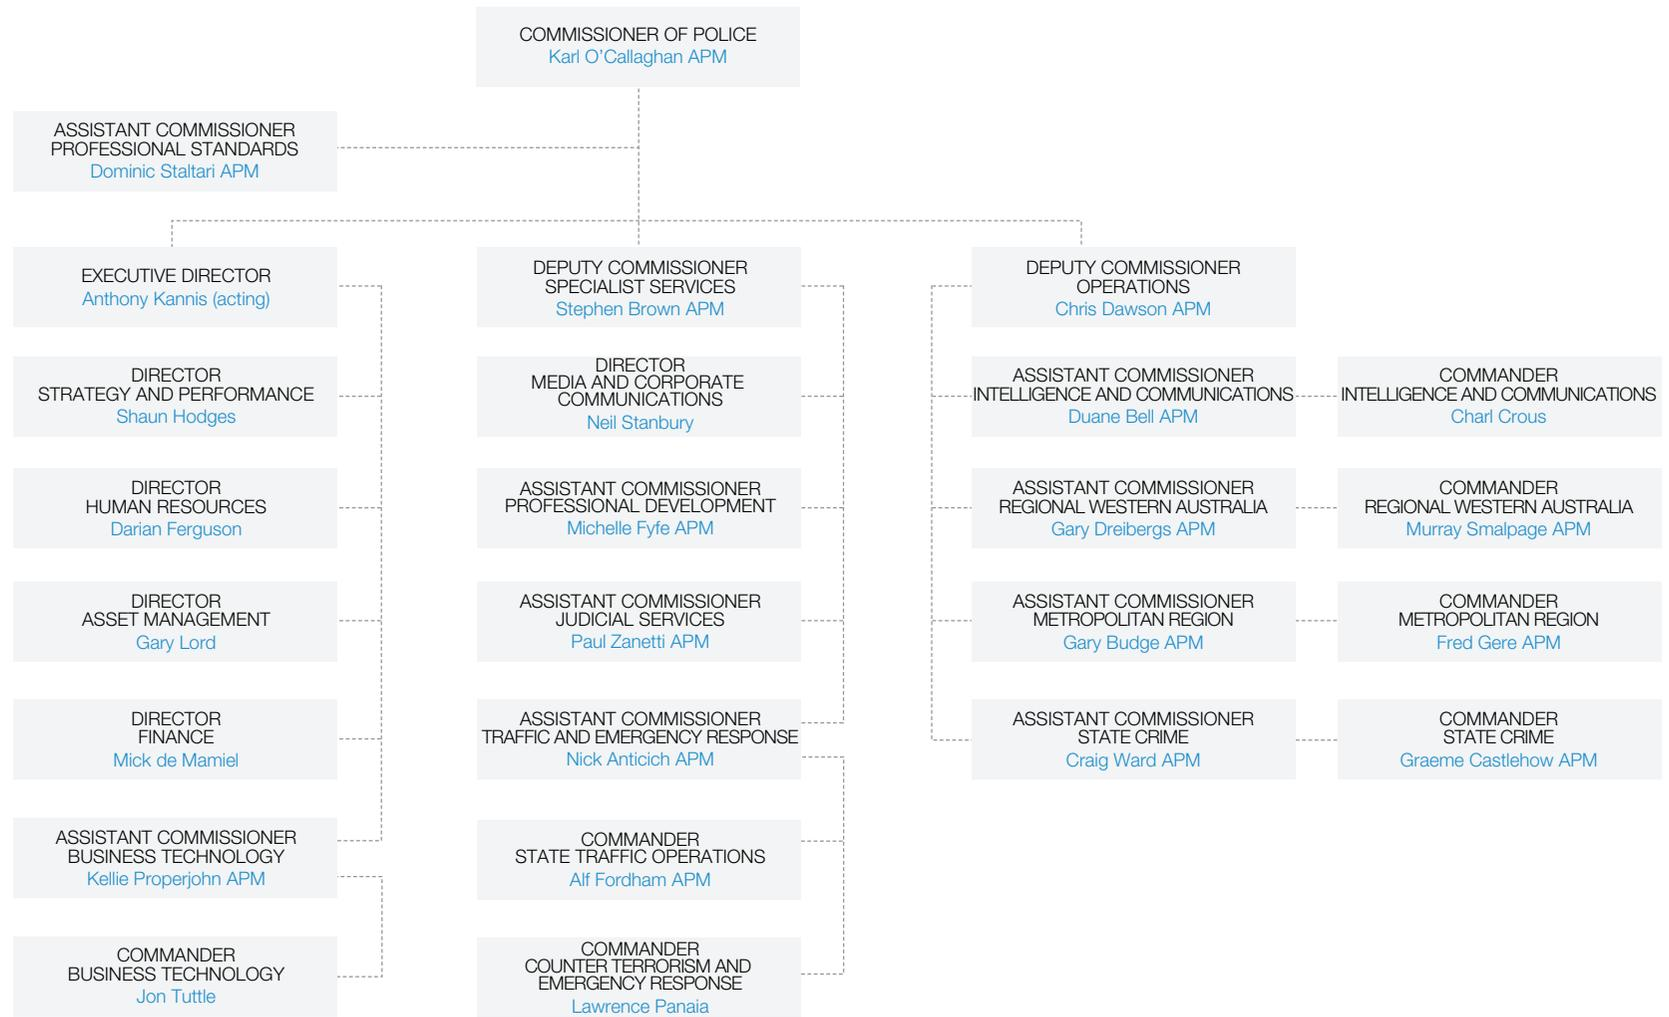 COMMISSIONER OF POLICE
Karl O'Callaghan APM
ASSISTANT COMMISSIONER
PROFESSIONAL STANDARDS
Dominic Staltari APM
EXECUTIVE DIRECTOR
Anthony Kannis (acting)
DEPUTY COMMISSIONER
SPECIALIST SERVICES
Stephen Brown APM
DEPUTY COMMISSIONER
OPERATIONS
Chris Dawson APM
DIRECTOR
STRATEGY AND PERFORMANCE
Shaun Hodges
DIRECTOR
MEDIA AND CORPORATE
COMMUNICATIONS
Neil Stanbury
ASSISTANT COMMISSIONER
INTELLIGENCE AND COMMUNICATIONS
Duane Bell APM
COMMANDER
INTELLIGENCE AND COMMUNICATIONS
Charl Crous
DIRECTOR
HUMAN RESOURCES
Darian Ferguson
ASSISTANT COMMISSIONER
PROFESSIONAL DEVELOPMENT
Michelle Fyfe APM
ASSISTANT COMMISSIONER
REGIONAL WESTERN AUSTRALIA
Gary Dreibergs APM
COMMANDER
REGIONAL WESTERN AUSTRALIA
Murray Smalpage APM
DIRECTOR
ASSET MANAGEMENT
Gary Lord
ASSISTANT COMMISSIONER
JUDICIAL SERVICES
Paul Zanetti APM
ASSISTANT COMMISSIONER
METROPOLITAN REGION
Gary Budge APM
COMMANDER
METROPOLITAN REGION
Fred Gere APM
DIRECTOR
FINANCE
Mick de Mamiel
ASSISTANT COMMISSIONER
TRAFFIC AND EMERGENCY RESPONSE
Nick Anticich APM
ASSISTANT COMMISSIONER
STATE CRIME
Craig Ward APM
COMMANDER
STATE CRIME
Graeme Castlehow APM
ASSISTANT COMMISSIONER
BUSINESS TECHNOLOGY
Kellie Properjohn APM
COMMANDER
STATE TRAFFIC OPERATIONS
Alf Fordham APM
COMMANDER
BUSINESS TECHNOLOGY
Jon Tuttle
COMMANDER
COUNTER TERRORISM AND
EMERGENCY RESPONSE
Lawrence Panaia